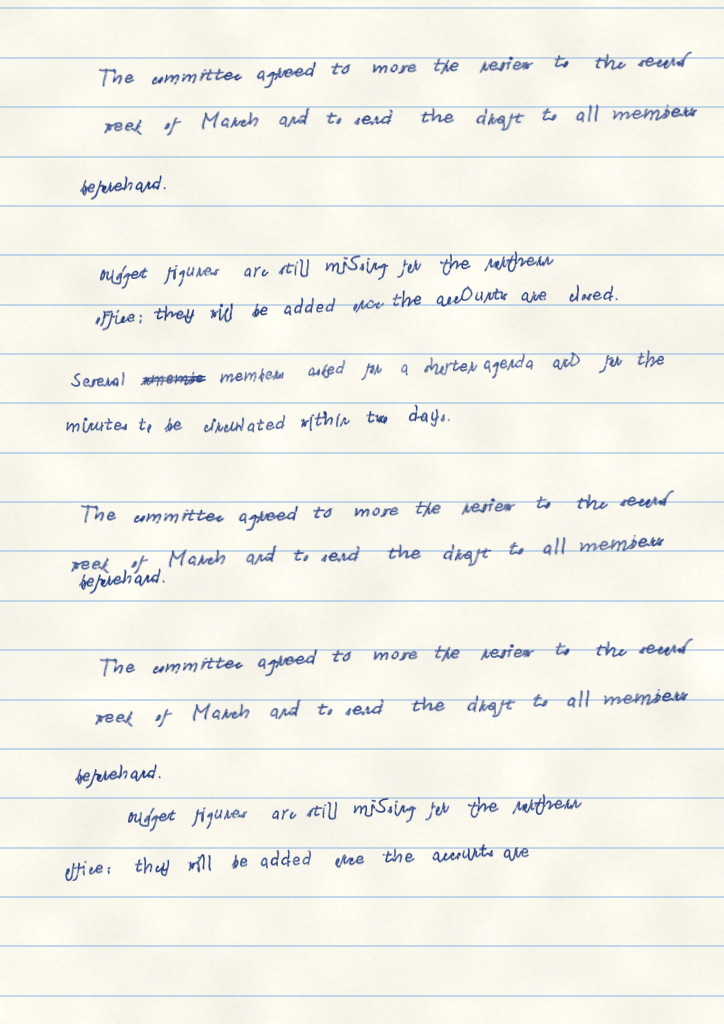 The committee agreed to move the review to the second
week of March and to send the draft to all members
beforehand.
Budget figures are still missing for the northern
office; they will be added once the accounts are closed.
Several members asked for a shorter agenda and for the
minutes to be circulated within two days.
The committee agreed to move the review to the second
week of March and to send the draft to all members
beforehand.
The committee agreed to move the review to the second
week of March and to send the draft to all members
beforehand.
Budget figures are still missing for the northern
office; they will be added once the accounts are